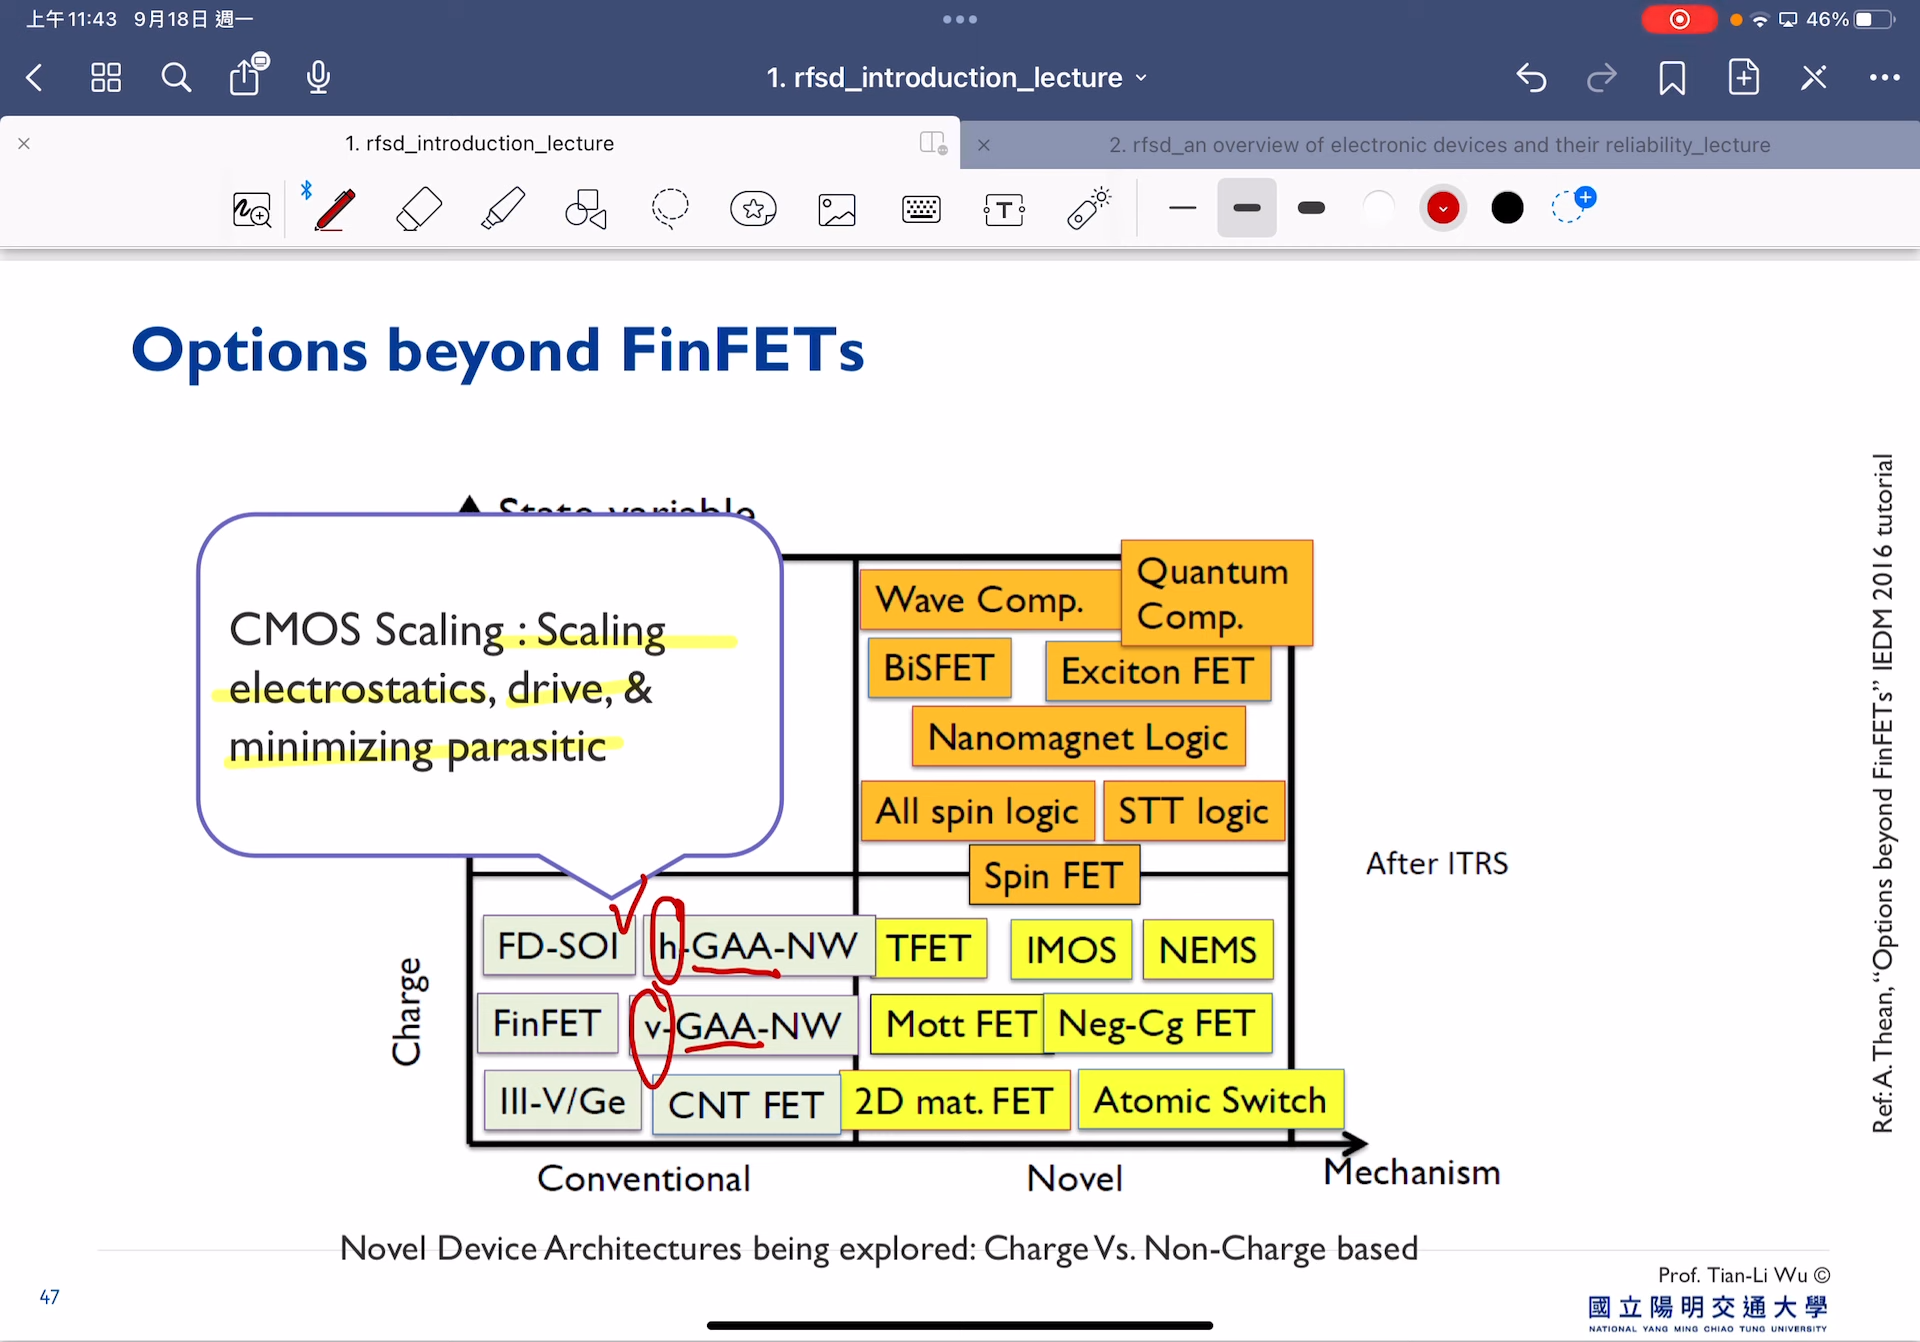 上午11:43 9月18日 週一
46%
1. rfsd_introduction_lecture
1. rfsd_introduction_lecture
2. rfsd_an overview of electronic devices and their reliability_lecture
T
Options beyond FinFETs
State variable
CMOS Scaling : Scaling
electrostatics, drive, &
minimizing parasitic
Wave Comp.
Quantum
Comp.
BiSFET
Exciton FET
Nanomagnet Logic
All spin logic
STT logic
Spin FET
After ITRS
Charge
FD-SOI
h-GAA-NW
TFET
IMOS
NEMS
FinFET
v-GAA-NW
Mott FET
Neg-Cg FET
III-V/Ge
CNT FET
2D mat. FET
Atomic Switch
Conventional
Novel
Mechanism
Novel Device Architectures being explored: Charge Vs. Non-Charge based
Ref: A. Thean, “Options beyond FinFETs” IEDM 2016 tutorial
47
Prof. Tian-Li Wu ©
國立陽明交通大學
NATIONAL YANG MING CHIAO TUNG UNIVERSITY